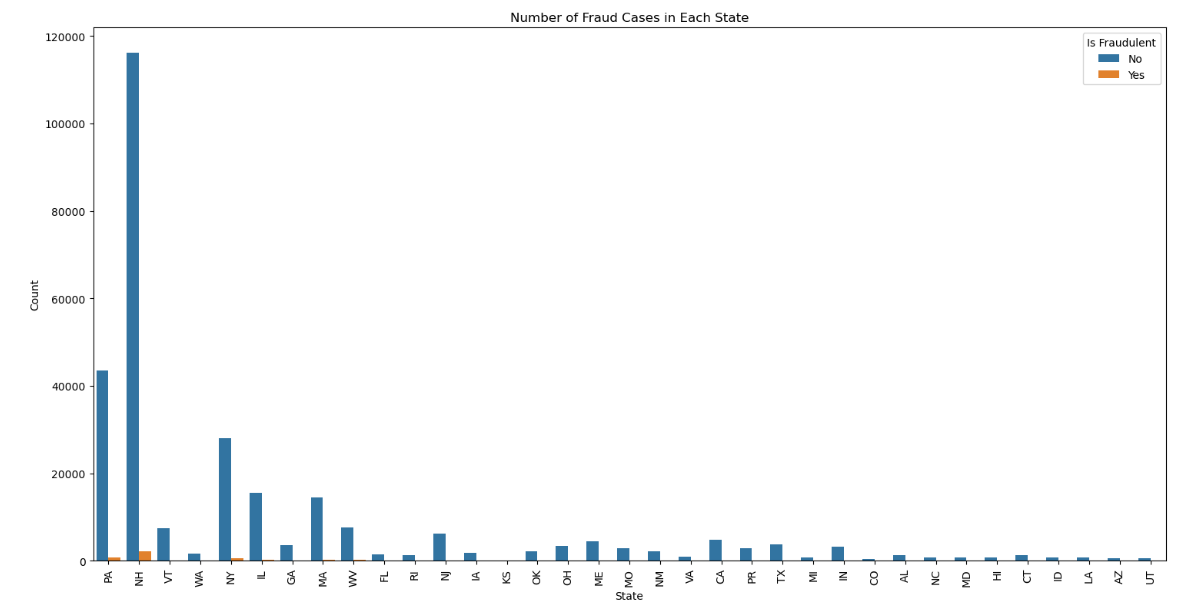 Number of Fraud Cases in Each State
Is Fraudulent
No
Yes
120000
100000
80000
60000
40000
20000
0
Count
PA NH VT WA NY IL GA MA WV FL RI NJ IA KS OK OH ME MO NM VA CA PR TX MI IN CO AL NC MD HI CT ID LA AZ UT
State